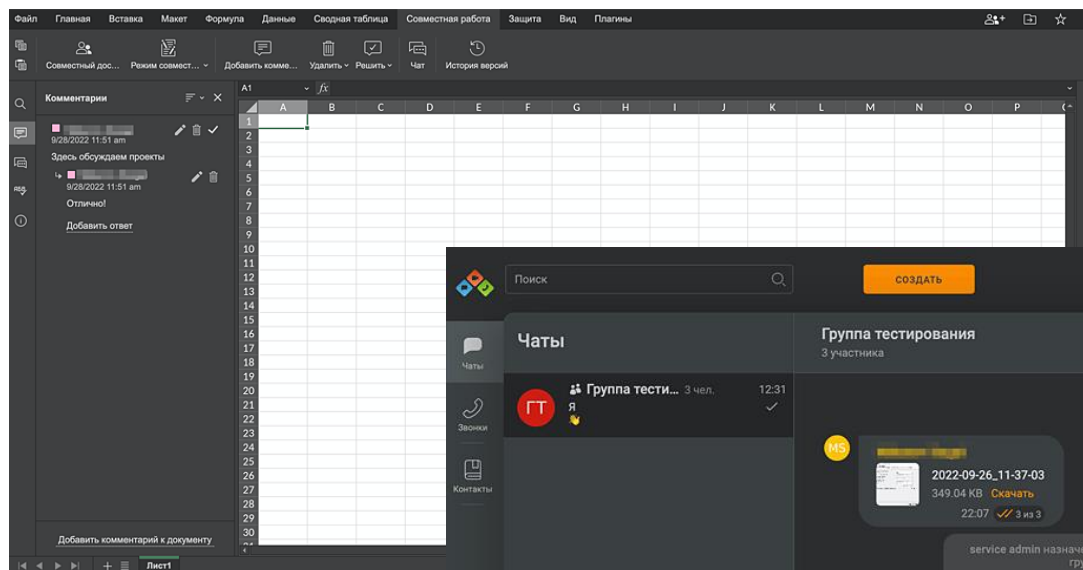 Файл Главная Вставка Макет Формула Данные Сводная таблица Совместная работа Защита Вид Плагины
Совместный дос... Режим совмест... Добавить комме... Удалить Решить Чат История версий
Комментарии
A1 fx
A B C D E F G H I J K L M N O P
1
2
3
4
5
6
7
8
9
10
11
12
13
14
15
16
17
18
19
20
21
22
23
24
25
26
27
28
29
30
9/28/2022 11:51 am
Здесь обсуждаем проекты
9/28/2022 11:51 am
Отлично!
Добавить ответ
Добавить комментарий к документу
Лист1
Поиск
СОЗДАТЬ
Чаты
Звонки
Контакты
Чаты
ГТ
Группа тести... 3 чел. 12:31
Я
Группа тестирования
3 участника
MS
2022-09-26_11-37-03
349.04 KB Скачать
22:07 3 из 3
service admin назнач
гр